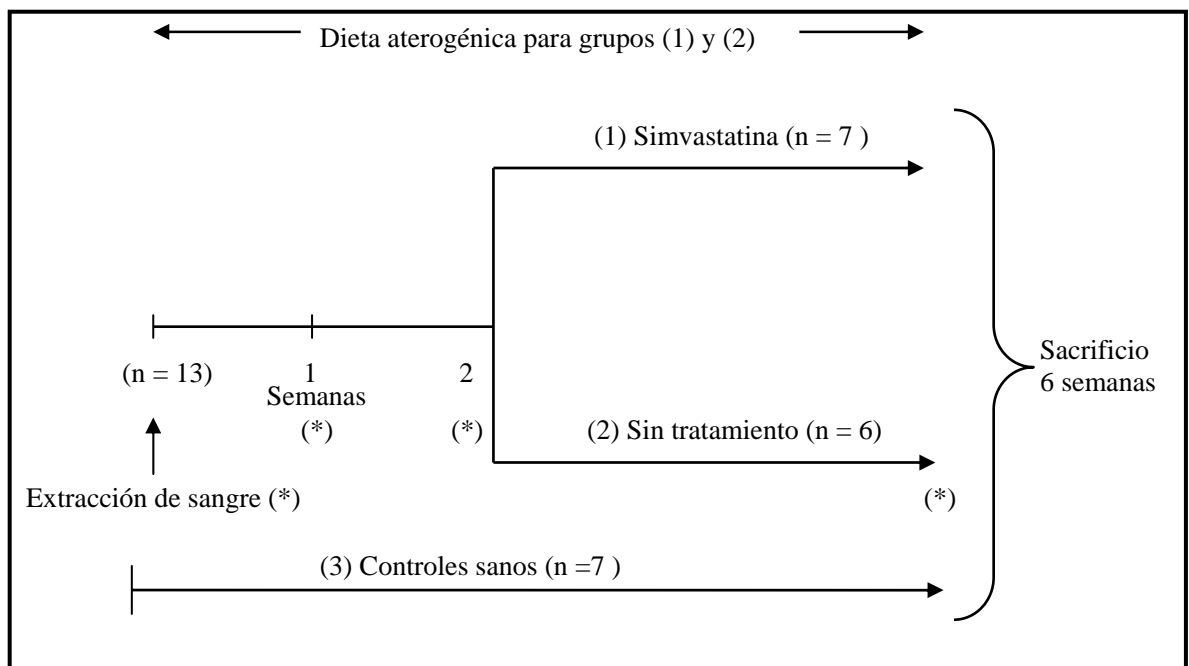 Dieta aterogénica para grupos (1) y (2)
(1) Simvastatina (n = 7 )
(n = 13)
1
2
Semanas
(*)
(*)
Sacrificio
6 semanas
(2) Sin tratamiento (n = 6)
Extracción de sangre (*)
(*)
(3) Controles sanos (n =7 )